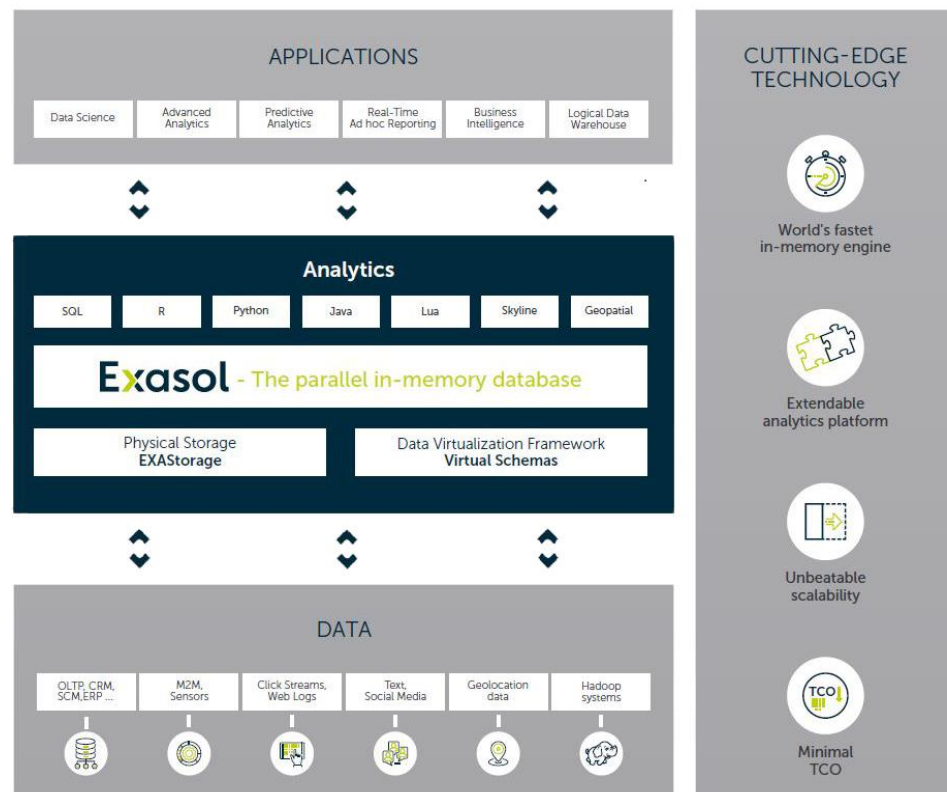 APPLICATIONS
Data Science
Advanced
Analytics
Predictive
Analytics
Real-Time
Ad hoc Reporting
Business
Intelligence
Logical Data
Warehouse
Analytics
SQL
R
Python
Java
Lua
Skyline
Geopatial
Exasol - The parallel in-memory database
Physical Storage
EXAStorage
Data Virtualization Framework
Virtual Schemas
DATA
OLTP, CRM,
SCM,ERP ...
M2M,
Sensors
Click Streams,
Web Logs
Text,
Social Media
Geolocation
data
Hadoop
systems
CUTTING-EDGE
TECHNOLOGY
World's fastet
in-memory engine
Extendable
analytics platform
Unbeatable
scalability
TCO
Minimal
TCO